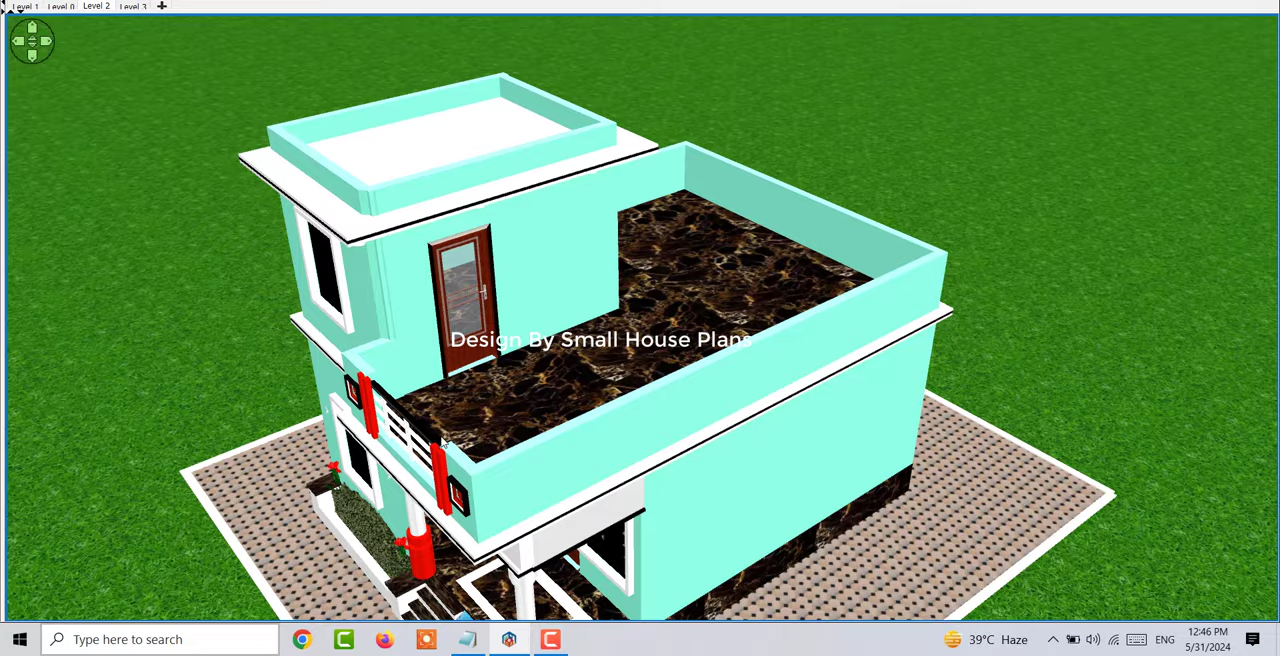 Level 1 Level 0 Level 2 Level 3
Design By Small House Plans
Type here to search
39°C Haze
ENG
12:46 PM
5/31/2024